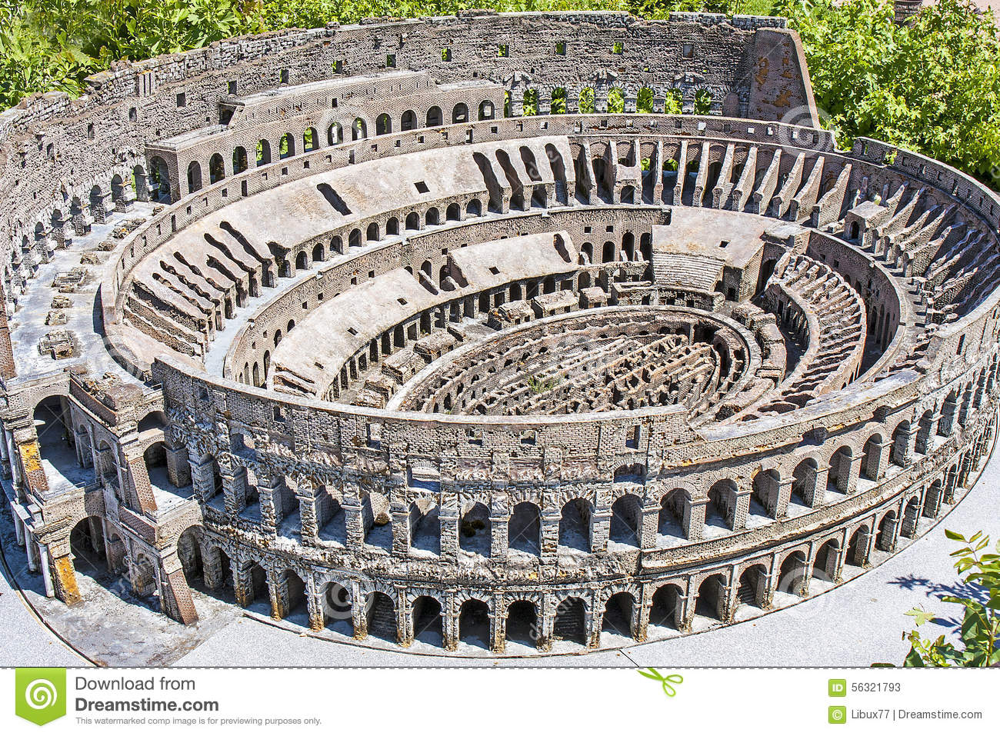 Download from
Dreamstime.com
This watermarked comp image is for previewing purposes only.
ID 56321793
© Libux77 | Dreamstime.com